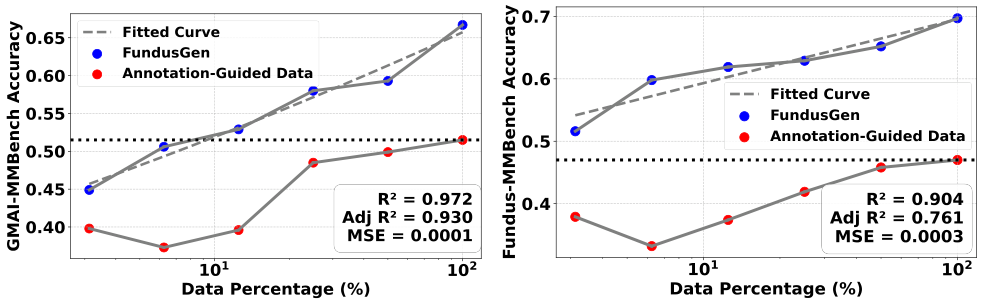 GMAI-MMBench Accuracy
0.65
0.60
0.55
0.50
0.45
0.40
Fitted Curve
FundusGen
Annotation-Guided Data
R² = 0.972
Adj R² = 0.930
MSE = 0.0001
10¹
10²
Data Percentage (%)
Fundus-MMBench Accuracy
0.7
0.6
0.5
0.4
Fitted Curve
FundusGen
Annotation-Guided Data
R² = 0.904
Adj R² = 0.761
MSE = 0.0003
10¹
10²
Data Percentage (%)